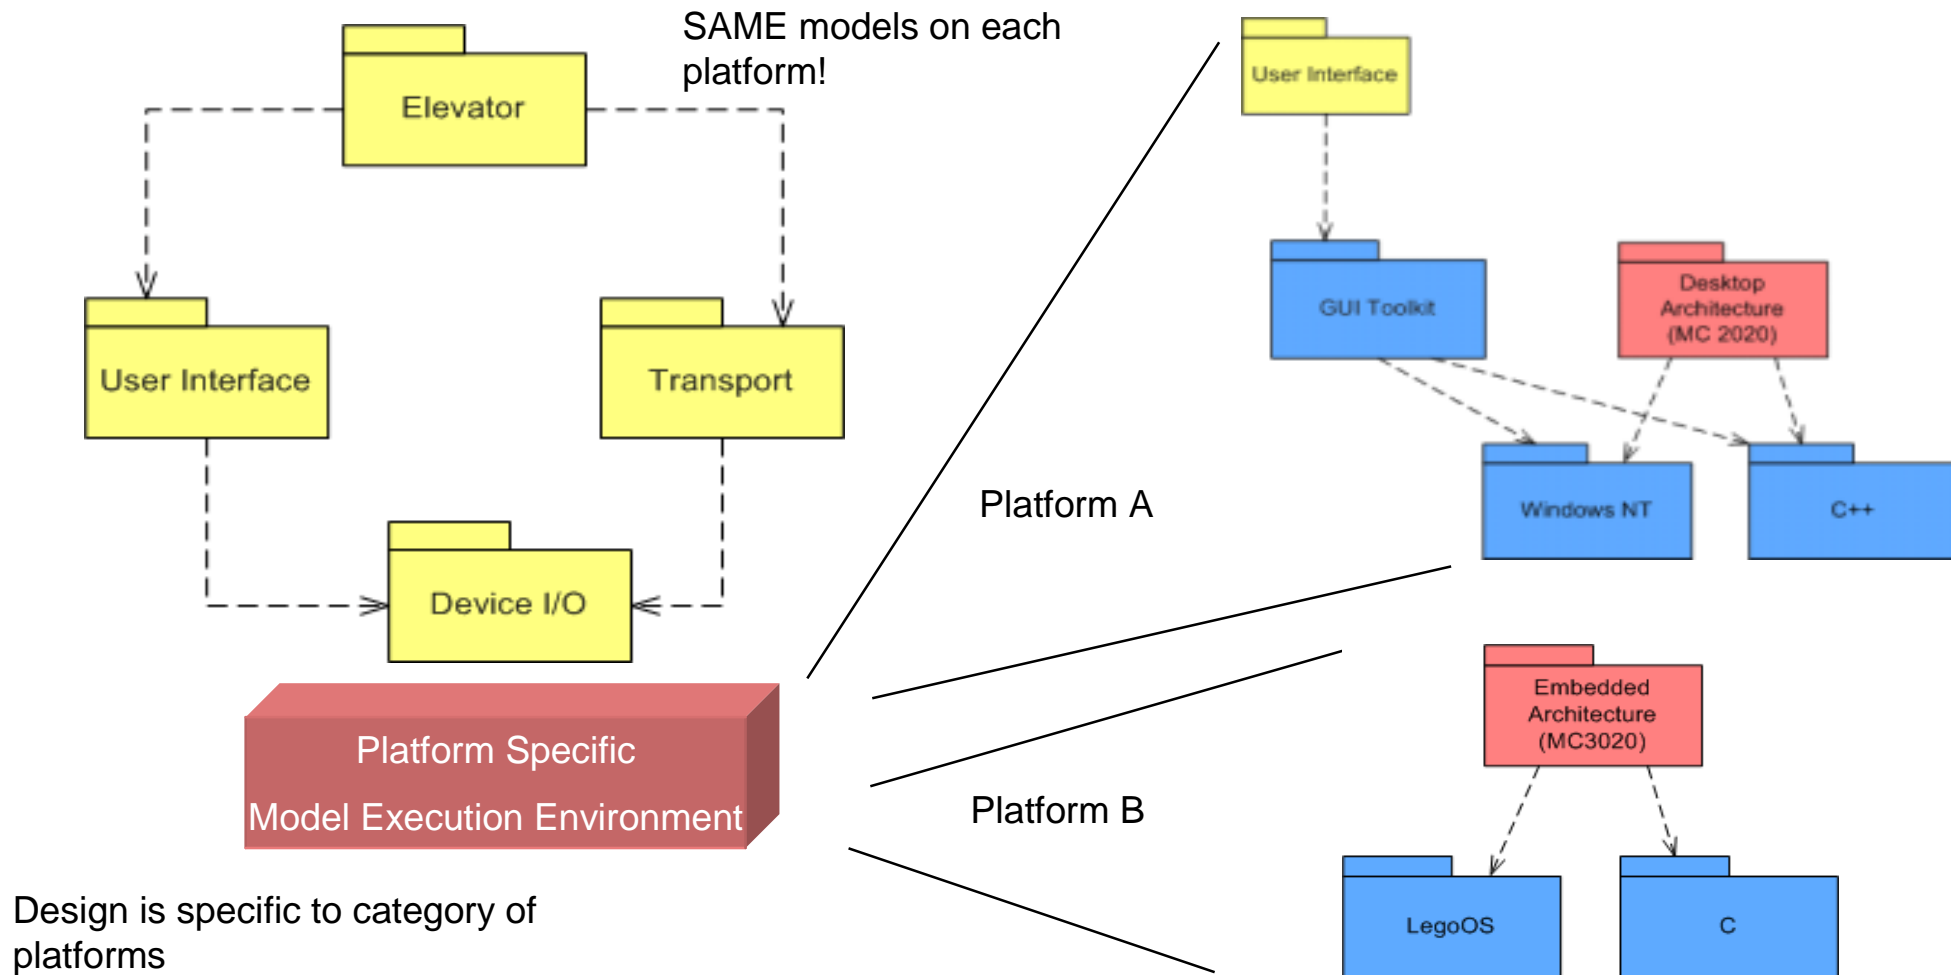 SAME models on each
platform!
Elevator
User Interface
Transport
Device I/O
Platform Specific
Model Execution Environment
Design is specific to category of
platforms
Platform A
User Interface
GUI Toolkit
Desktop
Architecture
(MC 2020)
Windows NT
C++
Platform B
Embedded
Architecture
(MC3020)
LegoOS
C